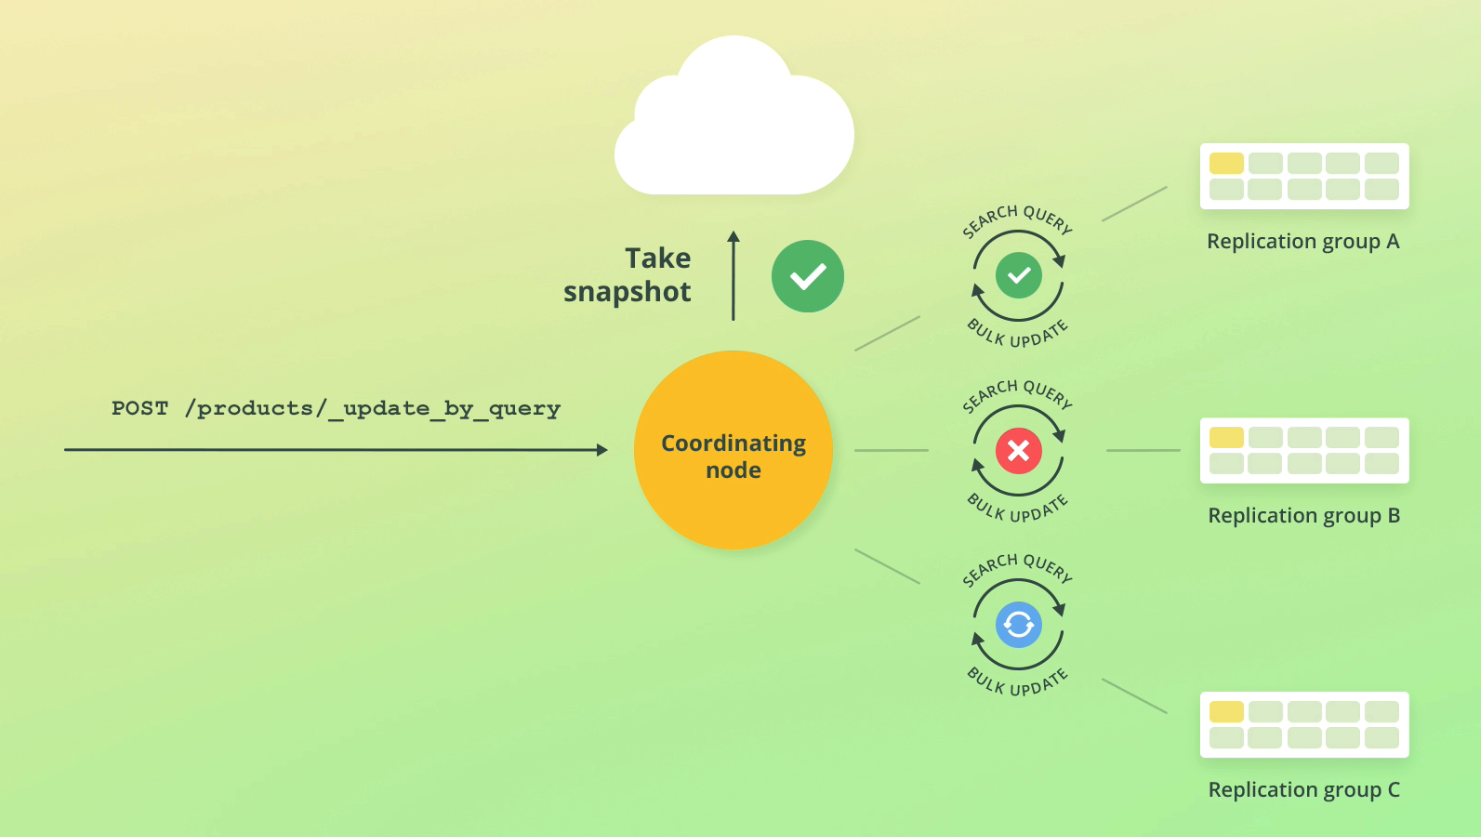 Take
snapshot
POST /products/_update_by_query
Coordinating
node
SEARCH QUERY
BULK UPDATE
SEARCH QUERY
BULK UPDATE
SEARCH QUERY
BULK UPDATE
Replication group A
Replication group B
Replication group C